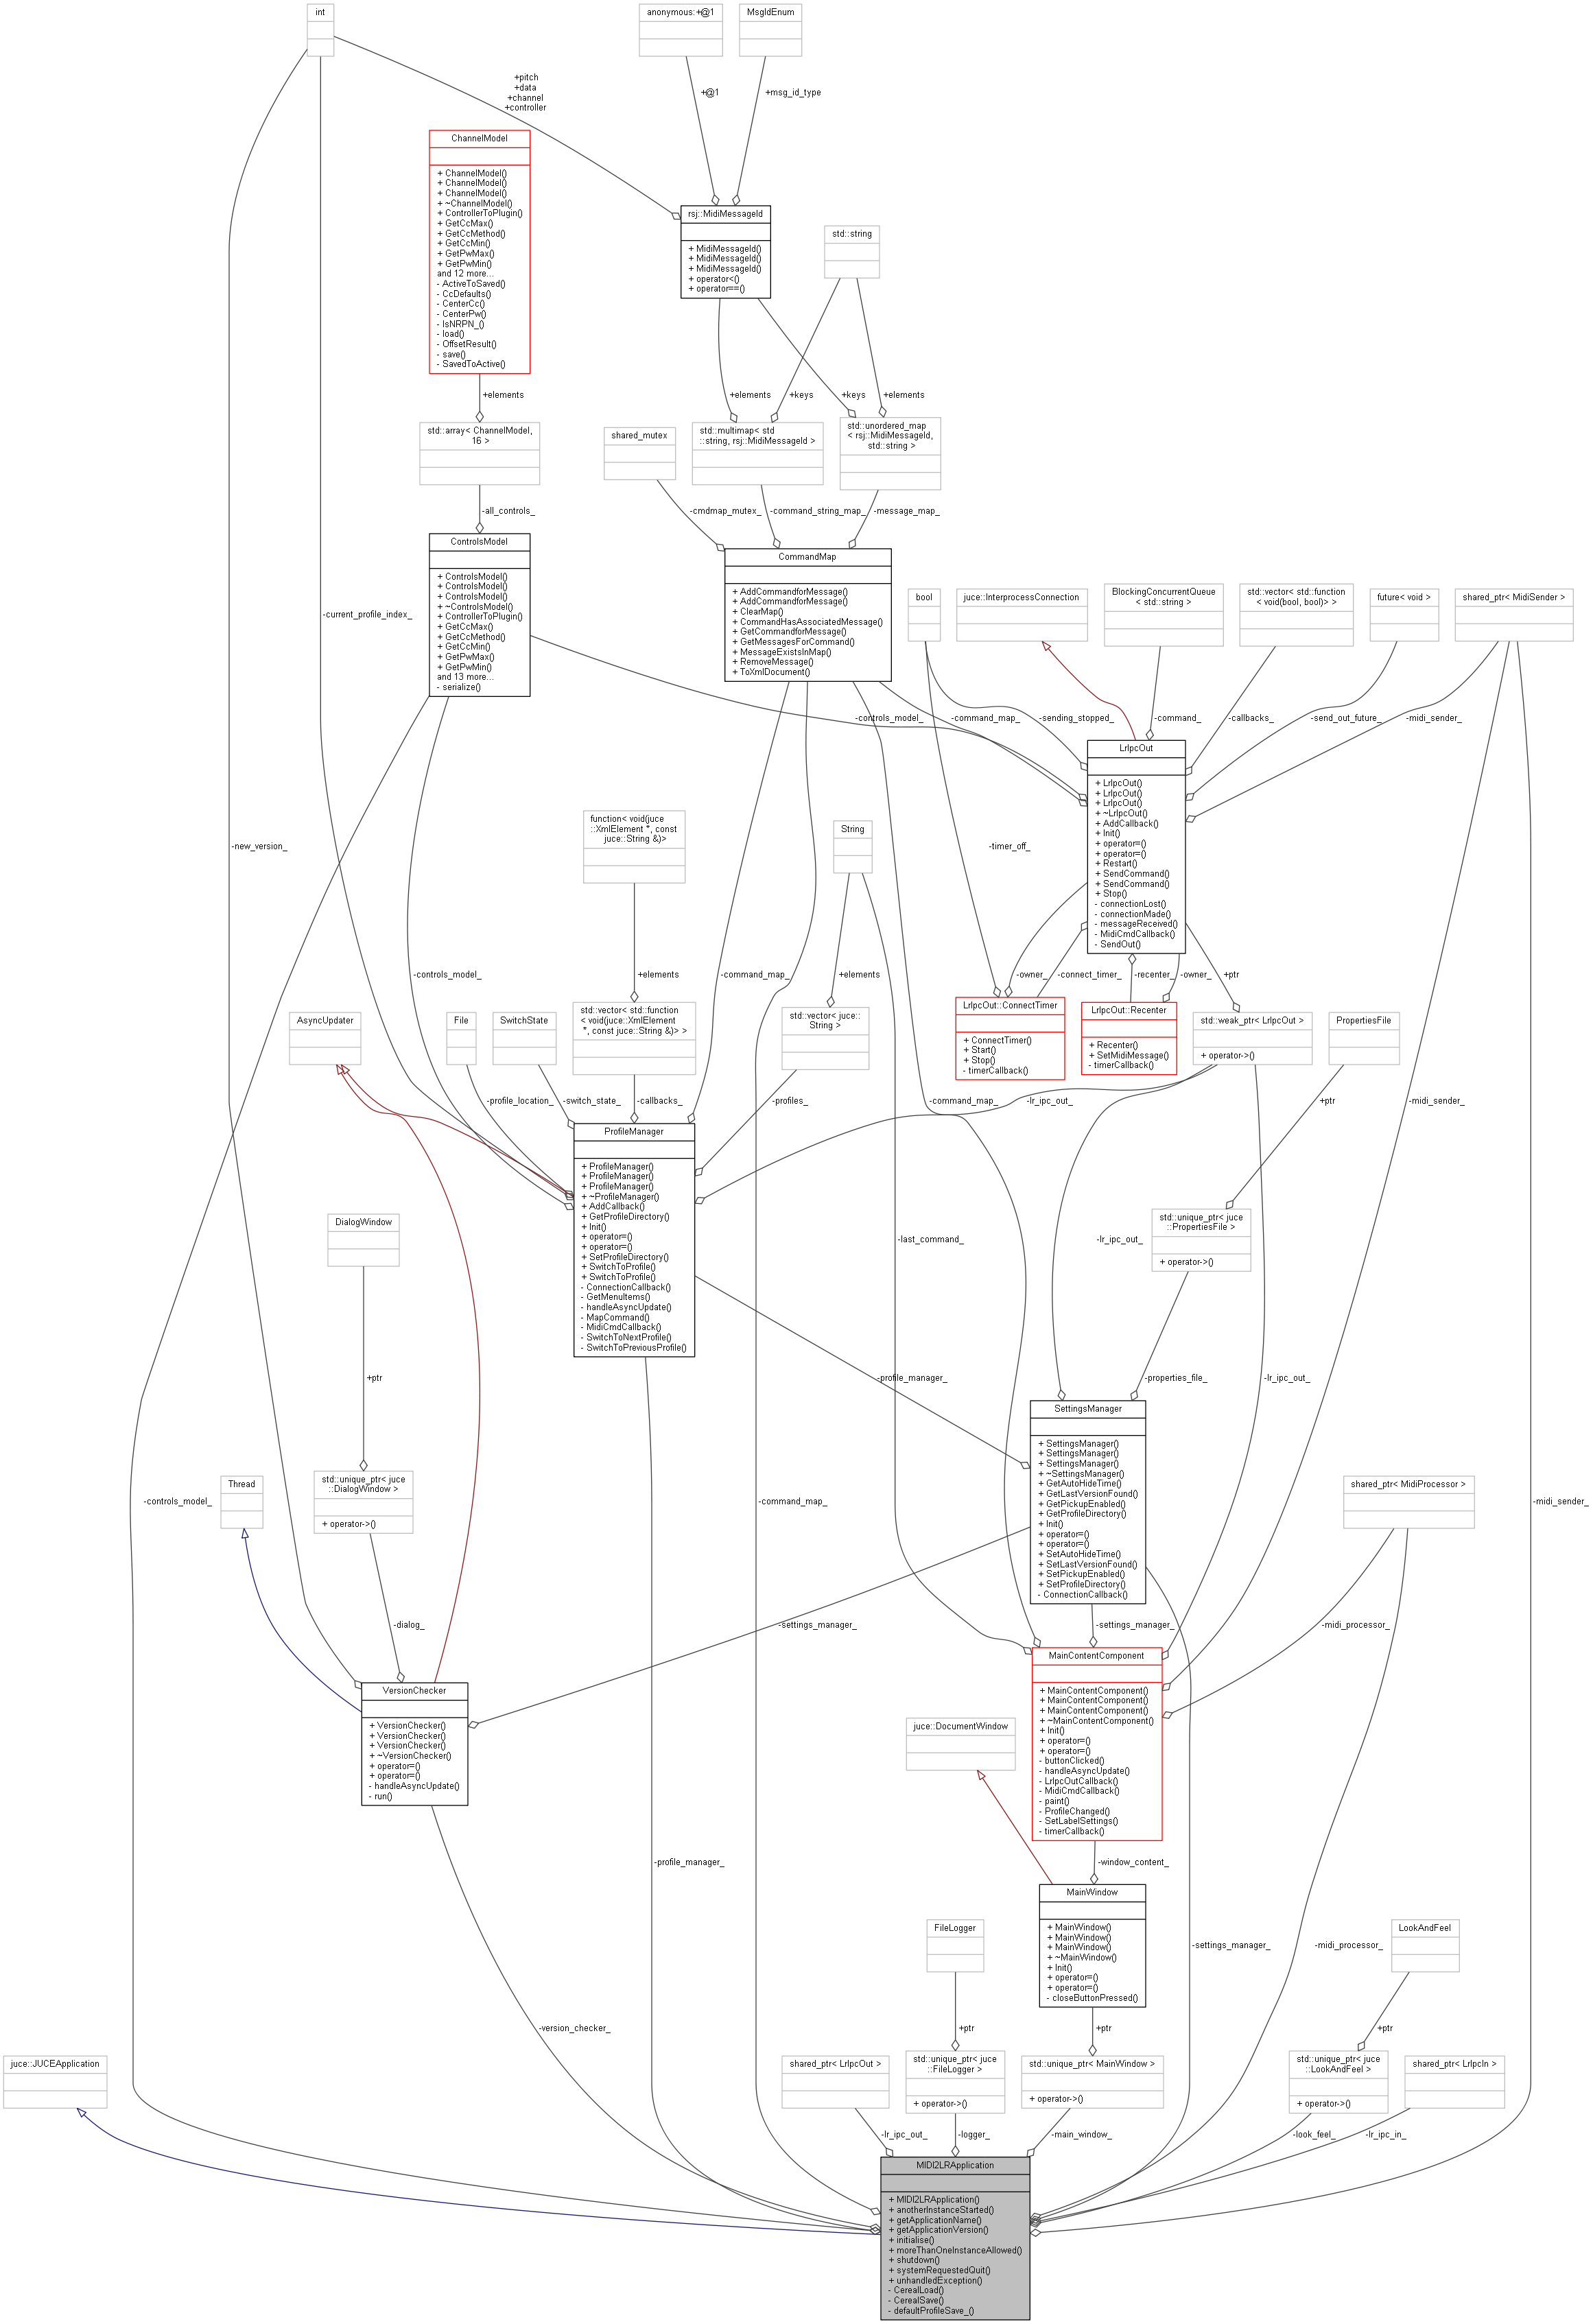 int
anonymous:+@1
MsgIdEnum
+pitch
+data
+channel
+controller
+@1
+msg_id_type
ChannelModel
+ ChannelModel()
+ ChannelModel()
+ ChannelModel()
+ ~ChannelModel()
+ ControllerToPlugin()
+ GetCcMax()
+ GetCcMethod()
+ GetCcMin()
+ GetPwMax()
+ GetPwMin()
and 12 more...
- ActiveToSaved()
- CcDefaults()
- CenterCc()
- CenterPw()
- IsNRPN_()
- load()
- OffsetResult()
- save()
- SavedToActive()
rsj::MidiMessageId
+ MidiMessageId()
+ MidiMessageId()
+ MidiMessageId()
+ operator<()
+ operator==()
std::string
+elements
+elements
+keys
+keys
+elements
std::array< ChannelModel,
16 >
shared_mutex
std::multimap< std
::string, rsj::MidiMessageId >
std::unordered_map
< rsj::MidiMessageId,
std::string >
-all_controls_
-cmdmap_mutex_
-command_string_map_
-message_map_
ControlsModel
+ ControlsModel()
+ ControlsModel()
+ ControlsModel()
+ ~ControlsModel()
+ ControllerToPlugin()
+ GetCcMax()
+ GetCcMethod()
+ GetCcMin()
+ GetPwMax()
+ GetPwMin()
and 13 more...
- serialize()
CommandMap
+ AddCommandforMessage()
+ AddCommandforMessage()
+ ClearMap()
+ CommandHasAssociatedMessage()
+ GetCommandforMessage()
+ GetMessagesForCommand()
+ MessageExistsInMap()
+ RemoveMessage()
+ ToXmlDocument()
bool
juce::InterprocessConnection
BlockingConcurrentQueue
< std::string >
std::vector< std::function
< void(bool, bool)> >
future< void >
shared_ptr< MidiSender >
-current_profile_index_
-controls_model_
-command_map_
-sending_stopped_
-command_
-callbacks_
-send_out_future_
-midi_sender_
LrIpcOut
+ LrIpcOut()
+ LrIpcOut()
+ LrIpcOut()
+ ~LrIpcOut()
+ AddCallback()
+ Init()
+ operator=()
+ operator=()
+ Restart()
+ SendCommand()
+ SendCommand()
+ Stop()
- connectionLost()
- connectionMade()
- messageReceived()
- MidiCmdCallback()
- SendOut()
function< void(juce
::XmlElement *, const
juce::String &)>
String
-new_version_
-timer_off_
-controls_model_
+elements
-command_map_
+elements
-owner_
-connect_timer_
-recenter_
-owner_
+ptr
AsyncUpdater
File
SwitchState
std::vector< std::function
< void(juce::XmlElement
*, const juce::String &)> >
std::vector< juce::
String >
LrIpcOut::ConnectTimer
+ ConnectTimer()
+ Start()
+ Stop()
- timerCallback()
LrIpcOut::Recenter
+ Recenter()
+ SetMidiMessage()
- timerCallback()
std::weak_ptr< LrIpcOut >
+ operator->()
PropertiesFile
-profile_location_
-switch_state_
-callbacks_
-profiles_
-command_map_
-lr_ipc_out_
+ptr
-midi_sender_
ProfileManager
+ ProfileManager()
+ ProfileManager()
+ ProfileManager()
+ ~ProfileManager()
+ AddCallback()
+ GetProfileDirectory()
+ Init()
+ operator=()
+ operator=()
+ SetProfileDirectory()
+ SwitchToProfile()
+ SwitchToProfile()
- ConnectionCallback()
- GetMenuItems()
- handleAsyncUpdate()
- MapCommand()
- MidiCmdCallback()
- SwitchToNextProfile()
- SwitchToPreviousProfile()
DialogWindow
-last_command_
-lr_ipc_out_
std::unique_ptr< juce
::PropertiesFile >
+ operator->()
+ptr
-profile_manager_
-properties_file_
-lr_ipc_out_
SettingsManager
+ SettingsManager()
+ SettingsManager()
+ SettingsManager()
+ ~SettingsManager()
+ GetAutoHideTime()
+ GetLastVersionFound()
+ GetPickupEnabled()
+ GetProfileDirectory()
+ Init()
+ operator=()
+ operator=()
+ SetAutoHideTime()
+ SetLastVersionFound()
+ SetPickupEnabled()
+ SetProfileDirectory()
- ConnectionCallback()
Thread
std::unique_ptr< juce
::DialogWindow >
+ operator->()
shared_ptr< MidiProcessor >
-controls_model_
-command_map_
-midi_sender_
-dialog_
-settings_manager_
-settings_manager_
-midi_processor_
VersionChecker
+ VersionChecker()
+ VersionChecker()
+ VersionChecker()
+ ~VersionChecker()
+ operator=()
+ operator=()
- handleAsyncUpdate()
- run()
MainContentComponent
+ MainContentComponent()
+ MainContentComponent()
+ MainContentComponent()
+ ~MainContentComponent()
+ Init()
+ operator=()
+ operator=()
- buttonClicked()
- handleAsyncUpdate()
- LrIpcOutCallback()
- MidiCmdCallback()
- paint()
- ProfileChanged()
- SetLabelSettings()
- timerCallback()
juce::DocumentWindow
-profile_manager_
-window_content_
MainWindow
+ MainWindow()
+ MainWindow()
+ MainWindow()
+ ~MainWindow()
+ Init()
+ operator=()
+ operator=()
- closeButtonPressed()
FileLogger
LookAndFeel
-settings_manager_
-midi_processor_
-version_checker_
+ptr
+ptr
+ptr
juce::JUCEApplication
shared_ptr< LrIpcOut >
std::unique_ptr< juce
::FileLogger >
+ operator->()
std::unique_ptr< MainWindow >
+ operator->()
std::unique_ptr< juce
::LookAndFeel >
+ operator->()
shared_ptr< LrIpcIn >
-lr_ipc_out_
-logger_
-main_window_
-look_feel_
-lr_ipc_in_
MIDI2LRApplication
+ MIDI2LRApplication()
+ anotherInstanceStarted()
+ getApplicationName()
+ getApplicationVersion()
+ initialise()
+ moreThanOneInstanceAllowed()
+ shutdown()
+ systemRequestedQuit()
+ unhandledException()
- CerealLoad()
- CerealSave()
- defaultProfileSave_()